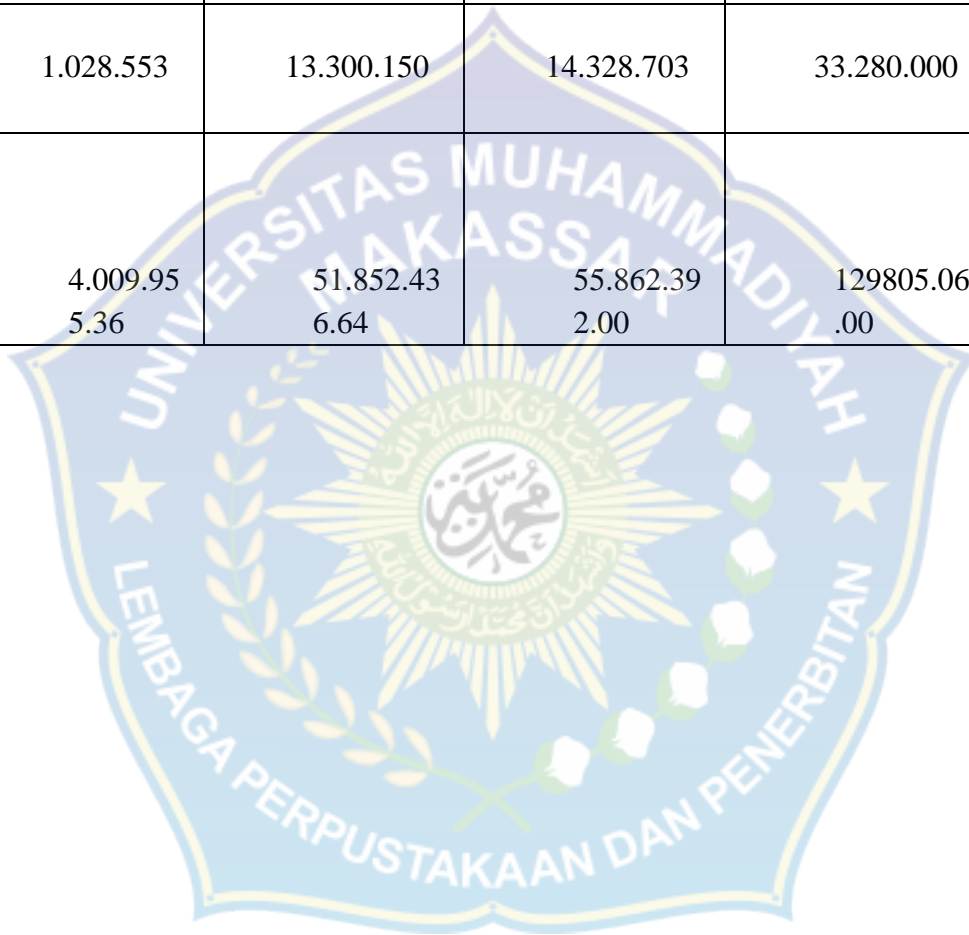 1.028.553 13.300.150 14.328.703 33.280.000
4.009.95 51.852.43 55.862.39 129805.06
5.36 6.64 2.00 .00
UNIVERSITAS MUHAMMADIYAH
MAKASSAR
LEMBAGA PERPUSTAKAAN DAN PENERBITAN